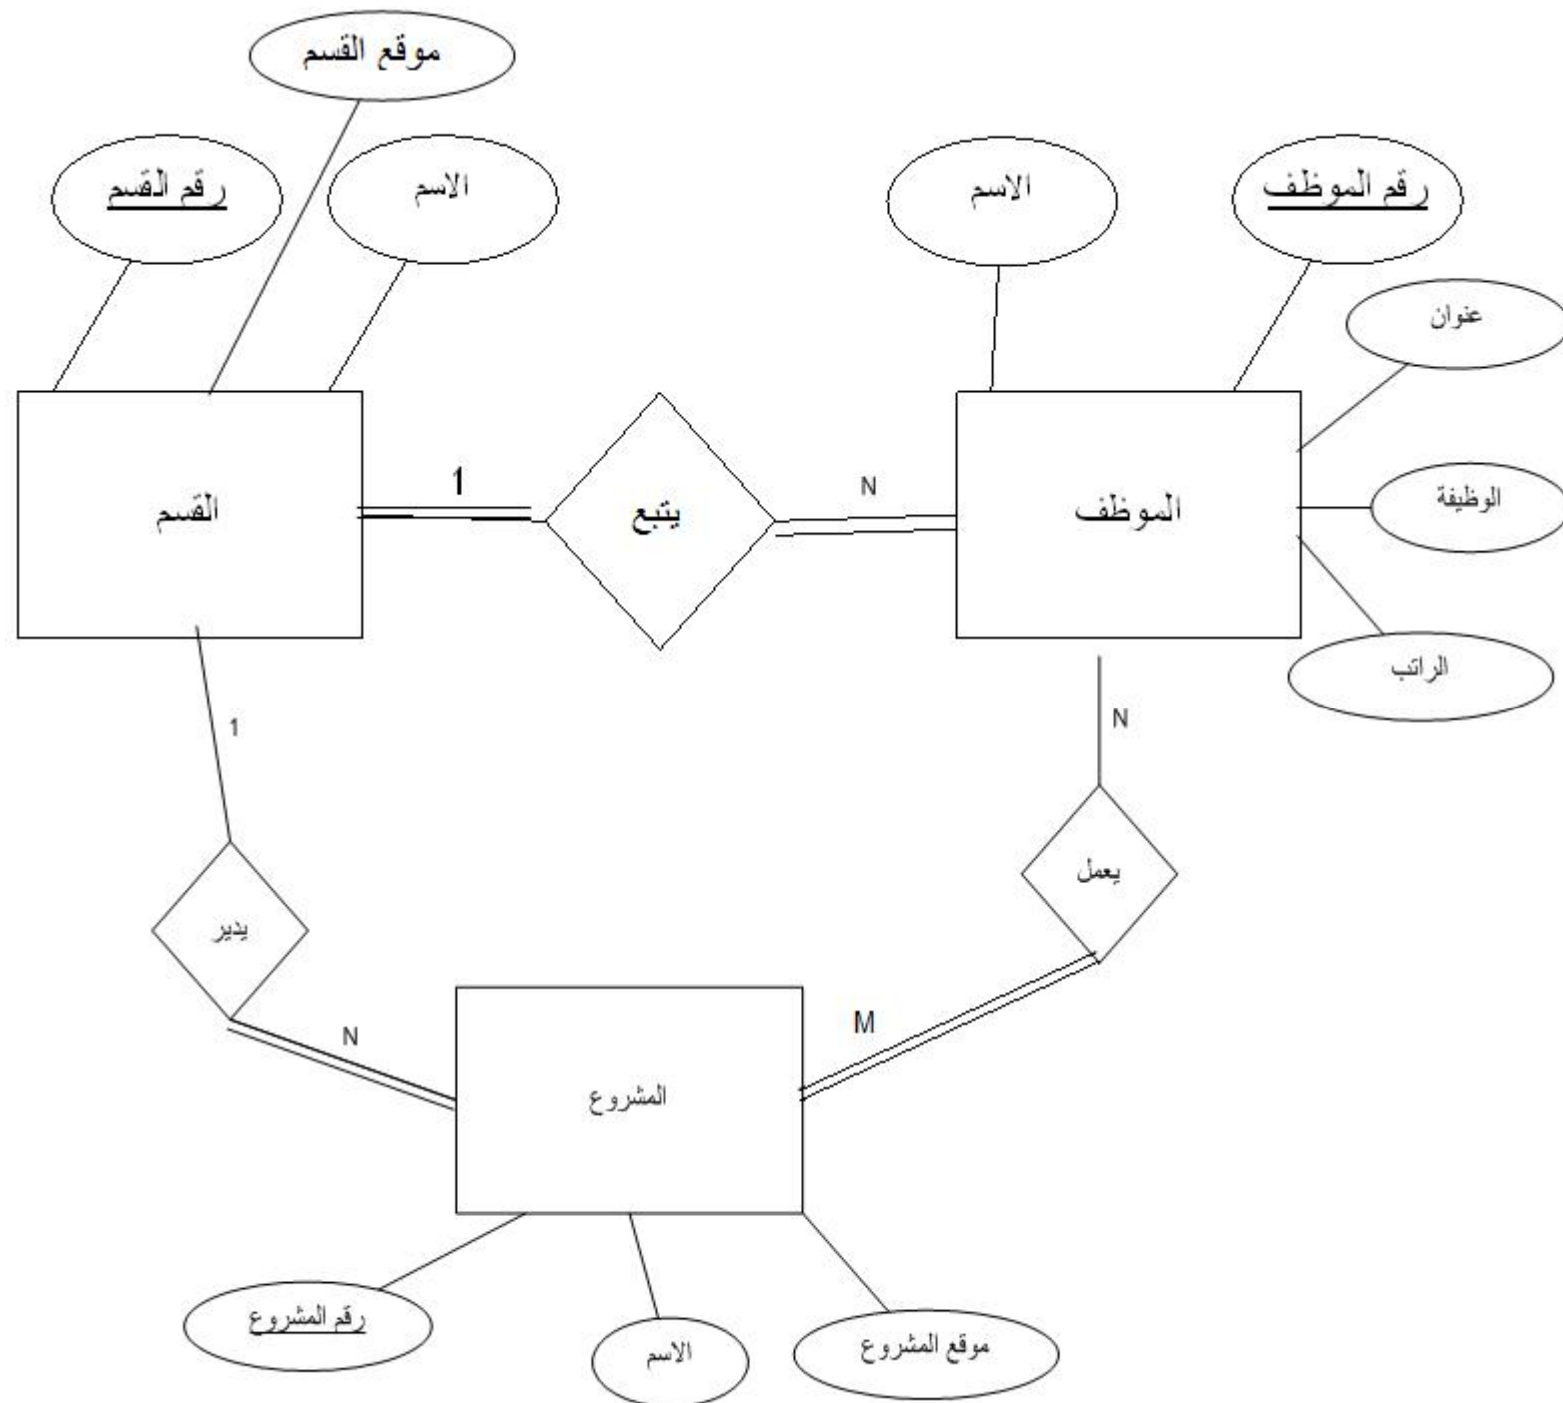 موقع القسم
رقم القسم
الاسم
الاسم
رقم الموظف
عنوان
الوظيفة
الراتب
القسم
1
يتبع
N
الموظف
1
N
يدير
يعمل
N
M
المشروع
رقم المشروع
الاسم
موقع المشروع